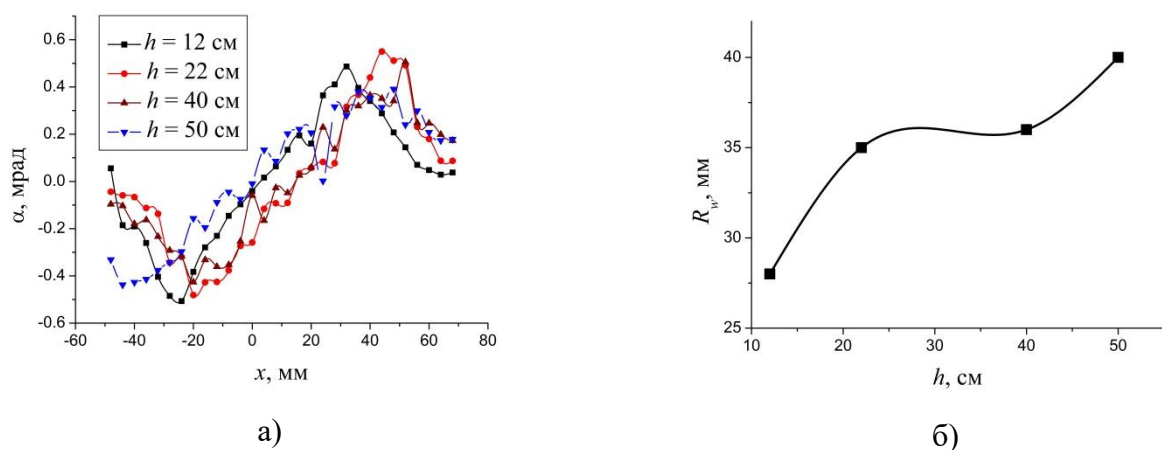 0.6
0.4
0.2
0.0
-0.2
-0.4
-0.6
α, мрад
h = 12 см
h = 22 см
h = 40 см
h = 50 см
-60 -40 -20 0 20 40 60 80
x, мм
а)
40
35
30
25
R_w, мм
10 20 30 40 50
h, см
б)